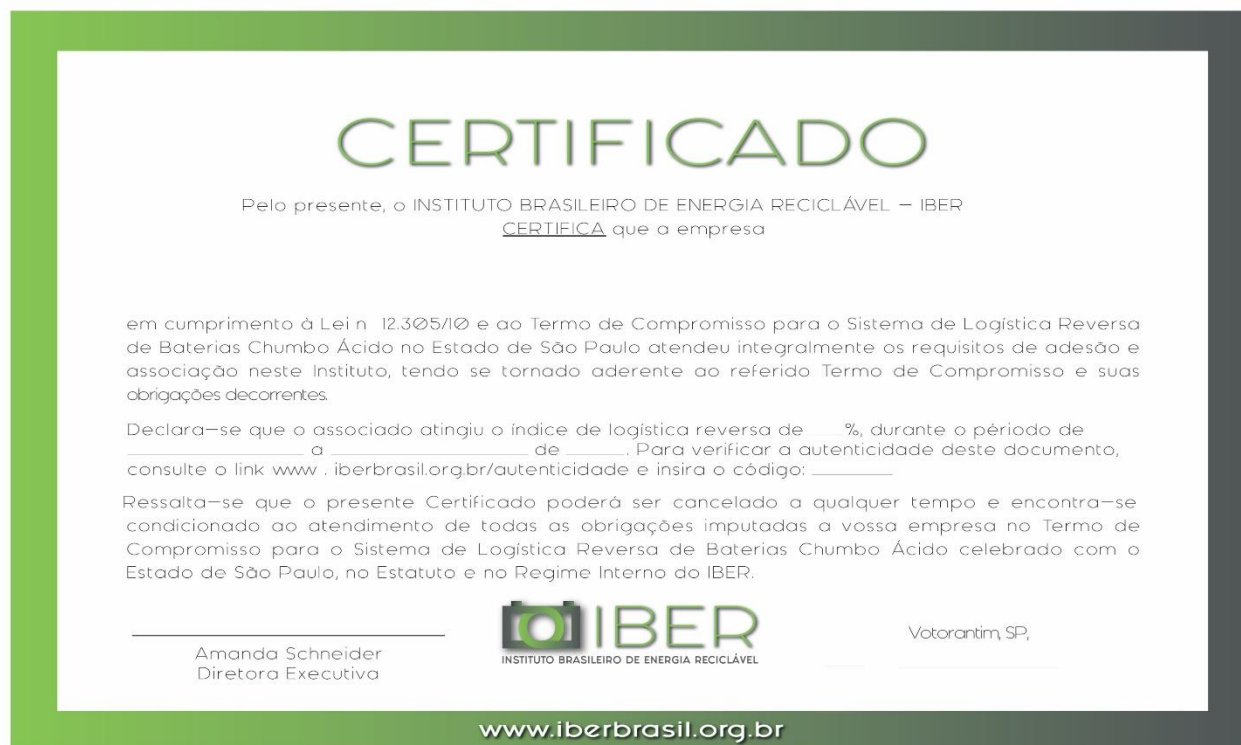 CERTIFICADO
Pelo presente, o INSTITUTO BRASILEIRO DE ENERGIA RECICLÁVEL – IBER
CERTIFICA que a empresa
em cumprimento à Lei n 12.305/10 e ao Termo de Compromisso para o Sistema de Logística Reversa
de Baterias Chumbo Ácido no Estado de São Paulo atendeu integralmente os requisitos de adesão e
associação neste Instituto, tendo se tornado aderente ao referido Termo de Compromisso e suas
obrigações decorrentes.
Declara–se que o associado atingiu o índice de logística reversa de ____%, durante o período de
____________ a ______________ de _____. Para verificar a autenticidade deste documento,
consulte o link www . iberbrasil.org.br/autenticidade e insira o código: ______
Ressalta–se que o presente Certificado poderá ser cancelado a qualquer tempo e encontra–se
condicionado ao atendimento de todas as obrigações imputadas a vossa empresa no Termo de
Compromisso para o Sistema de Logística Reversa de Baterias Chumbo Ácido celebrado com o
Estado de São Paulo, no Estatuto e no Regime Interno do IBER.
Amanda Schneider
Diretora Executiva
IBER
INSTITUTO BRASILEIRO DE ENERGIA RECICLÁVEL
Votorantim, SP,
www.iberbrasil.org.br